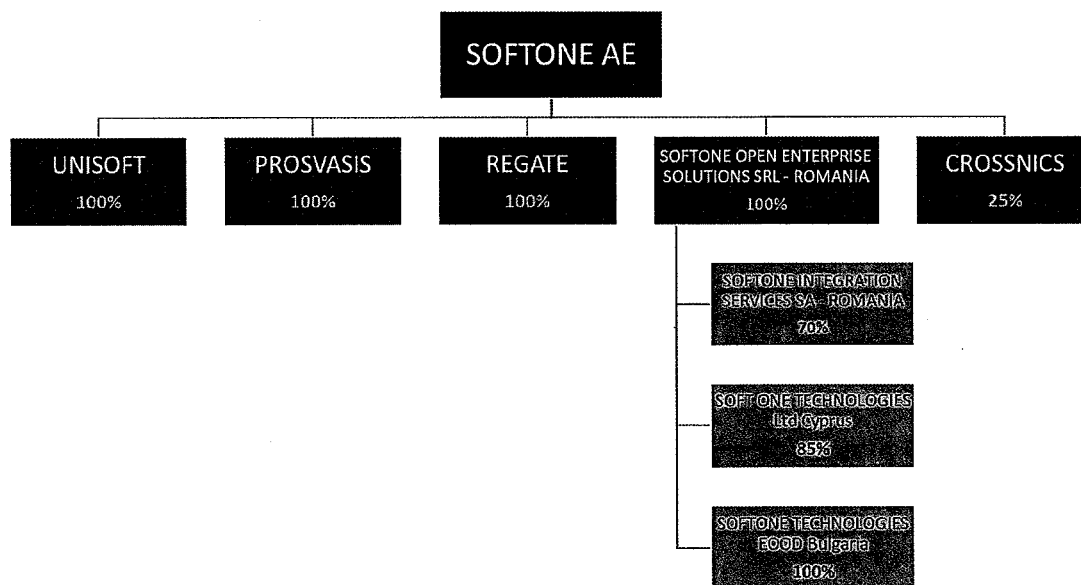 SOFTONE AE
UNISOFT
100%
PROSVASIS
100%
REGATE
100%
SOFTONE OPEN ENTERPRISE
SOLUTIONS SRL - ROMANIA
100%
CROSSNICS
25%
SOFTONE INTEGRATION
SERVICES SA - ROMANIA
70%
SOFT ONE TECHNOLOGIES
Ltd Cyprus
85%
SOFTONE TECHNOLOGIES
EOOD Bulgaria
100%